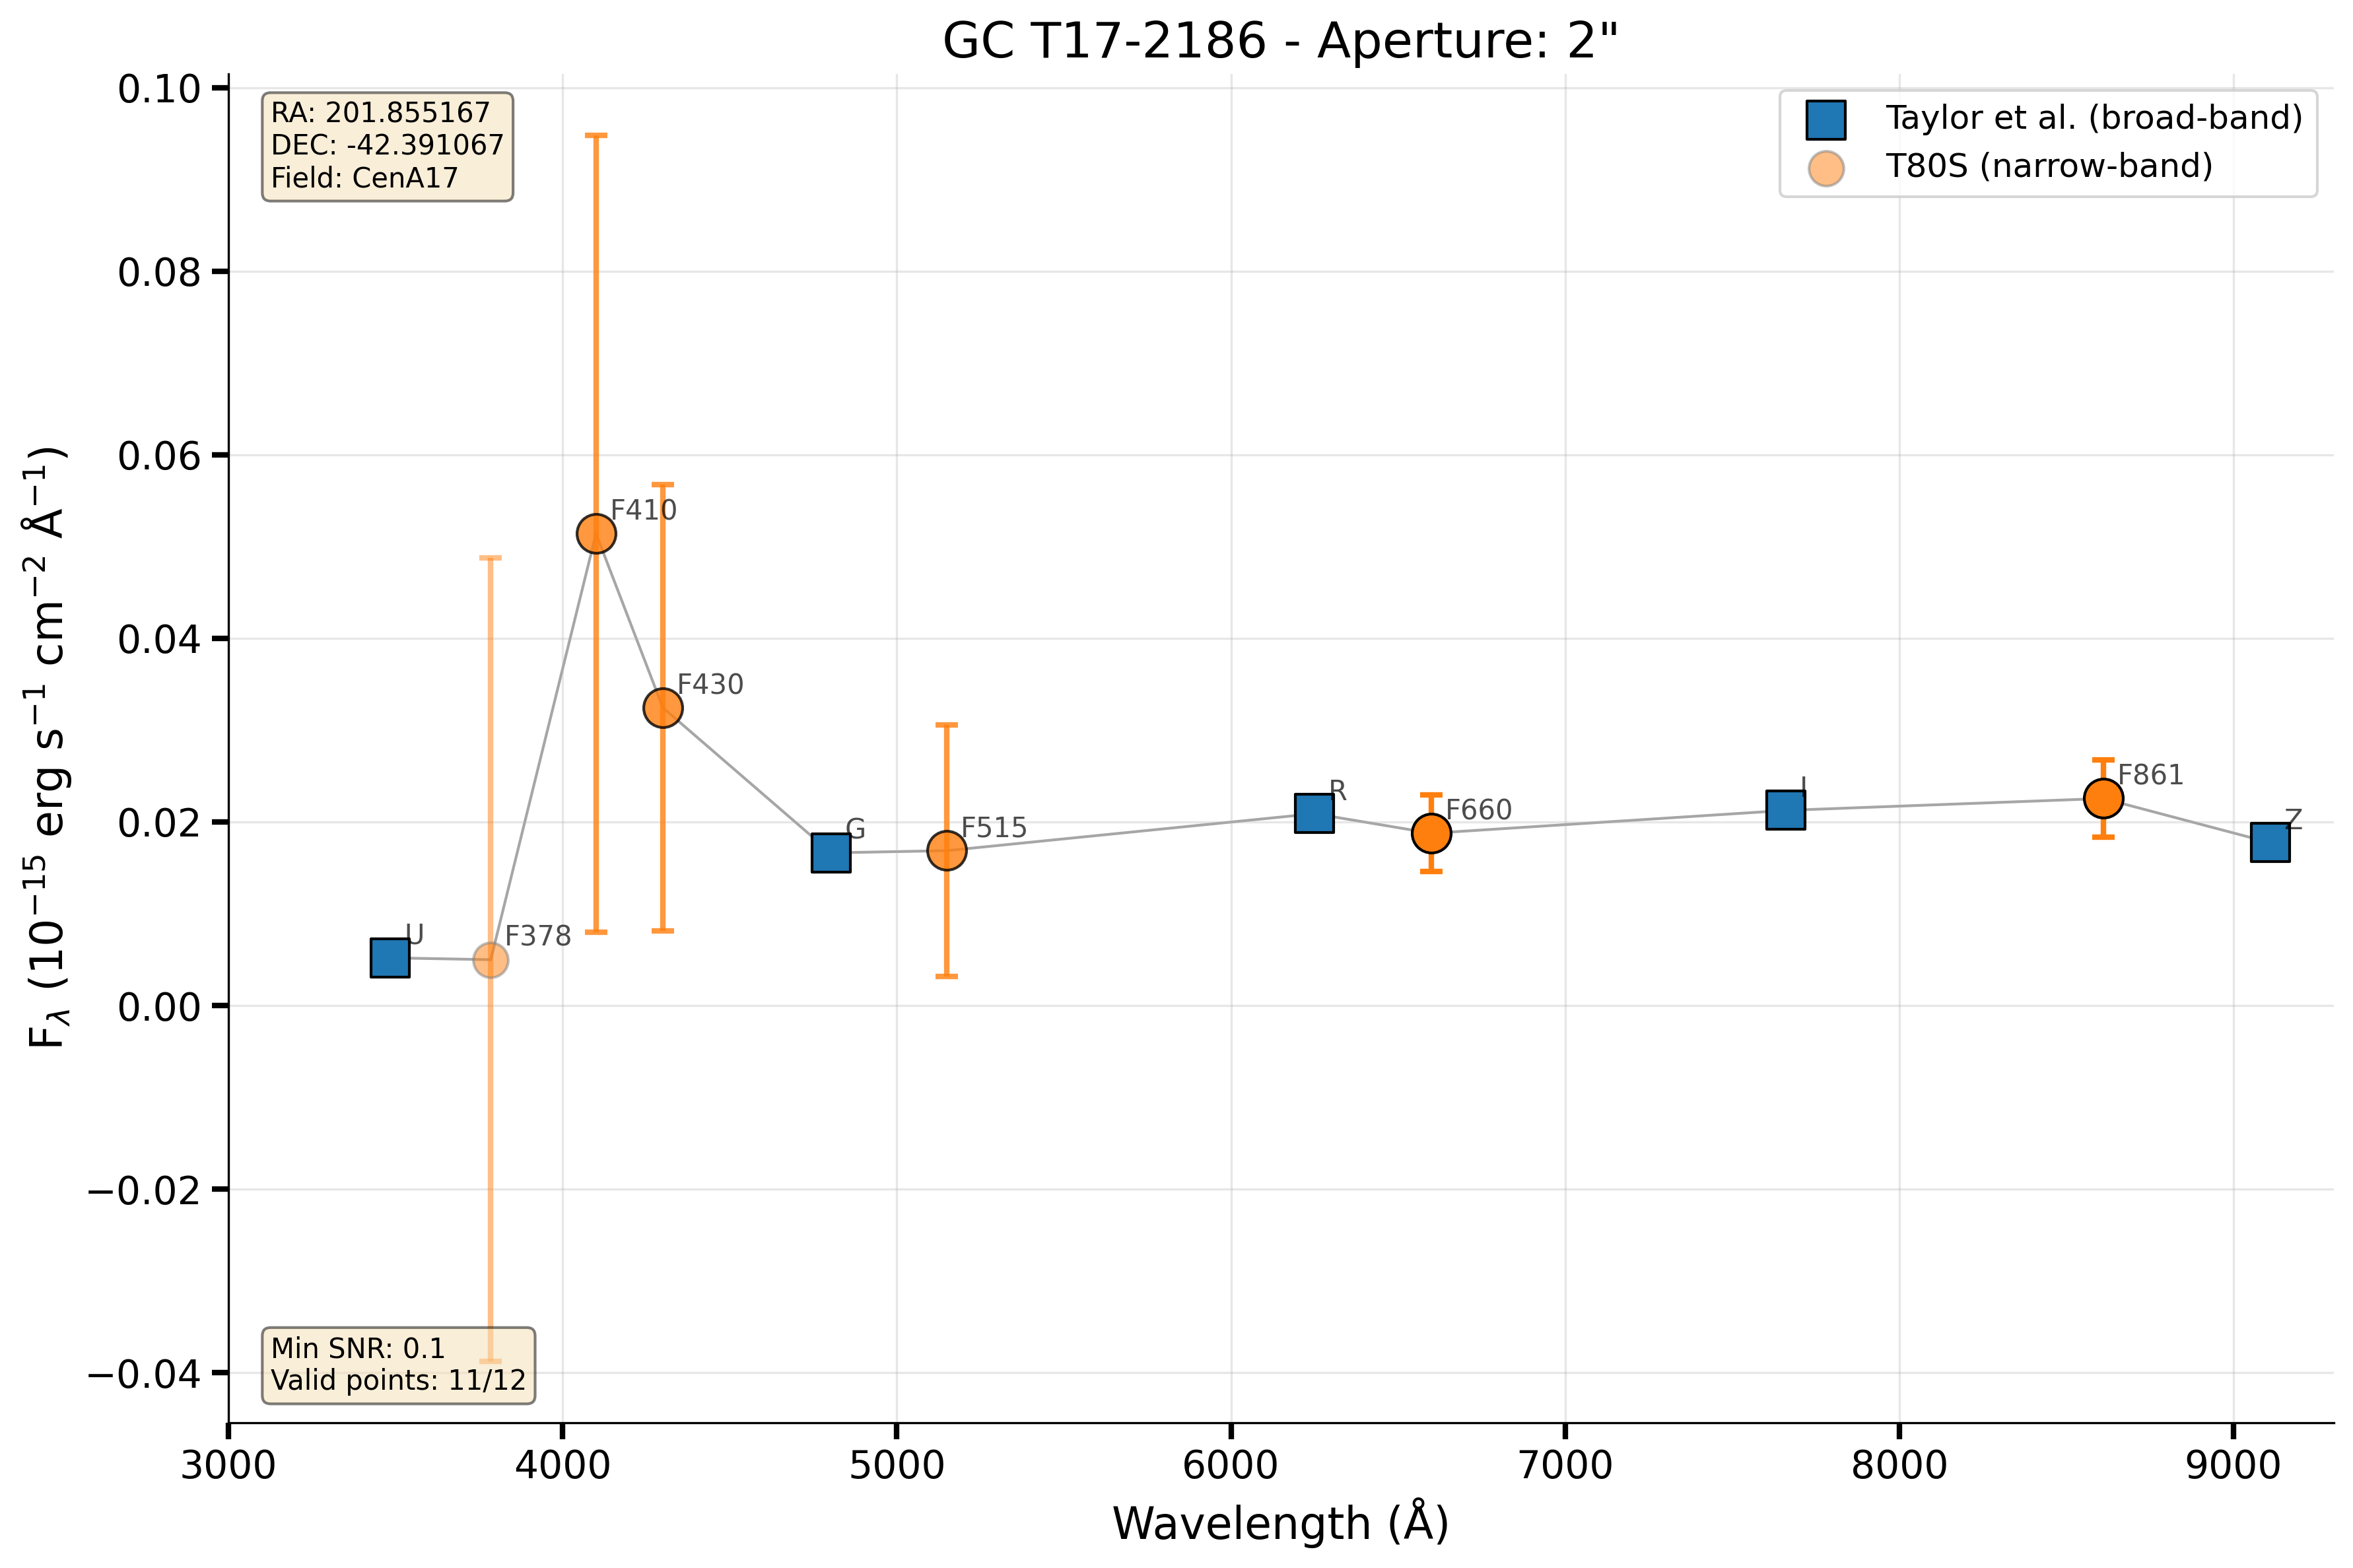 GC T17-2186 - Aperture: 2"
RA: 201.855167
DEC: -42.391067
Field: CenA17
Taylor et al. (broad-band)
T80S (narrow-band)
F$_{\lambda}$ (10$^{-15}$ erg s$^{-1}$ cm$^{-2}$ Å$^{-1}$)
0.10
0.08
0.06
0.04
0.02
0.00
−0.02
−0.04
U
F378
F410
F430
G
F515
R
F660
I
F861
Z
Min SNR: 0.1
Valid points: 11/12
3000 4000 5000 6000 7000 8000 9000
Wavelength (Å)